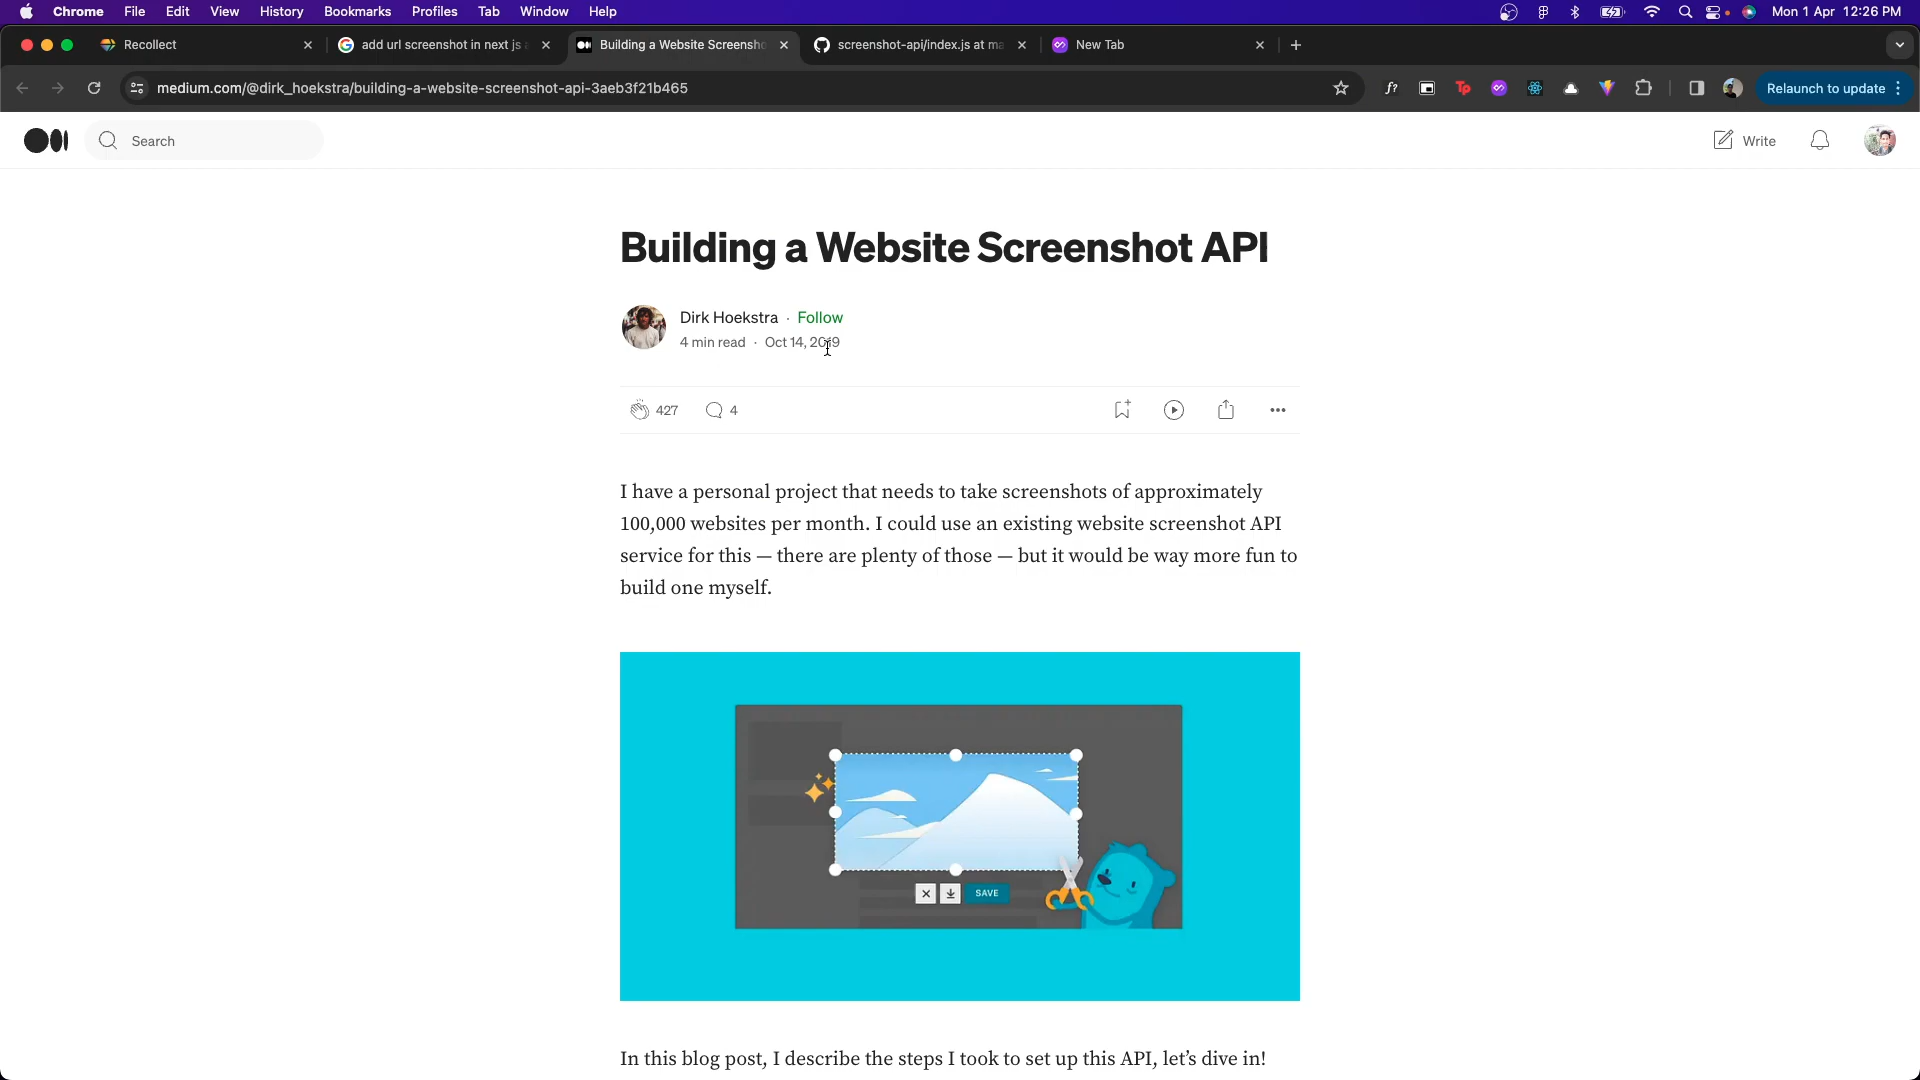 Chrome File Edit View History Bookmarks Profiles Tab Window Help Mon 1 Apr 12:26 PM
Recollect add url screenshot in next js Building a Website Screensh screenshot-api/index.js at ma New Tab
medium.com/@dirk_hoekstra/building-a-website-screenshot-api-3aeb3f21b465 f? Tp Relaunch to update
Search Write
Building a Website Screenshot API
Dirk Hoekstra · Follow
4 min read · Oct 14, 2019
427 4
I have a personal project that needs to take screenshots of approximately
100,000 websites per month. I could use an existing website screenshot API
service for this — there are plenty of those — but it would be way more fun to
build one myself.
SAVE
In this blog post, I describe the steps I took to set up this API, let’s dive in!